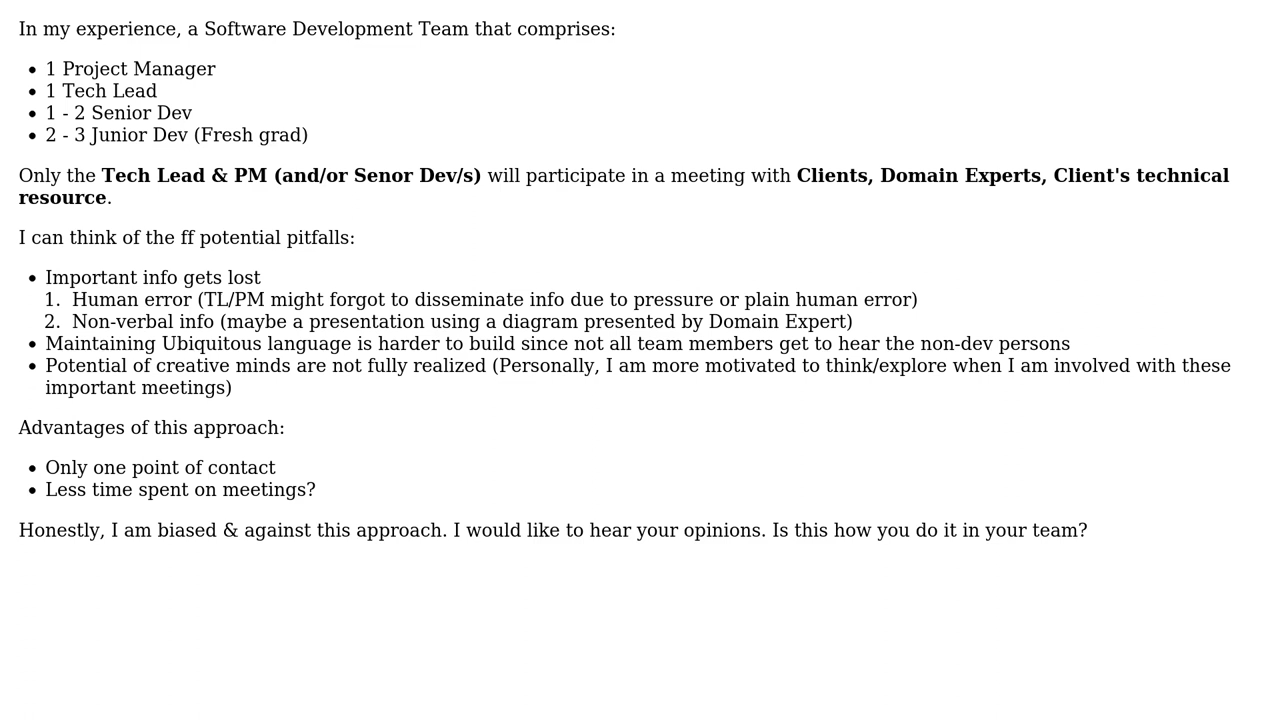 In my experience, a Software Development Team that comprises:
• 1 Project Manager
• 1 Tech Lead
• 1 - 2 Senior Dev
• 2 - 3 Junior Dev (Fresh grad)
Only the Tech Lead & PM (and/or Senor Dev/s) will participate in a meeting with Clients, Domain Experts, Client's technical
resource.
I can think of the ff potential pitfalls:
• Important info gets lost
1. Human error (TL/PM might forgot to disseminate info due to pressure or plain human error)
2. Non-verbal info (maybe a presentation using a diagram presented by Domain Expert)
• Maintaining Ubiquitous language is harder to build since not all team members get to hear the non-dev persons
• Potential of creative minds are not fully realized (Personally, I am more motivated to think/explore when I am involved with these
important meetings)
Advantages of this approach:
• Only one point of contact
• Less time spent on meetings?
Honestly, I am biased & against this approach. I would like to hear your opinions. Is this how you do it in your team?